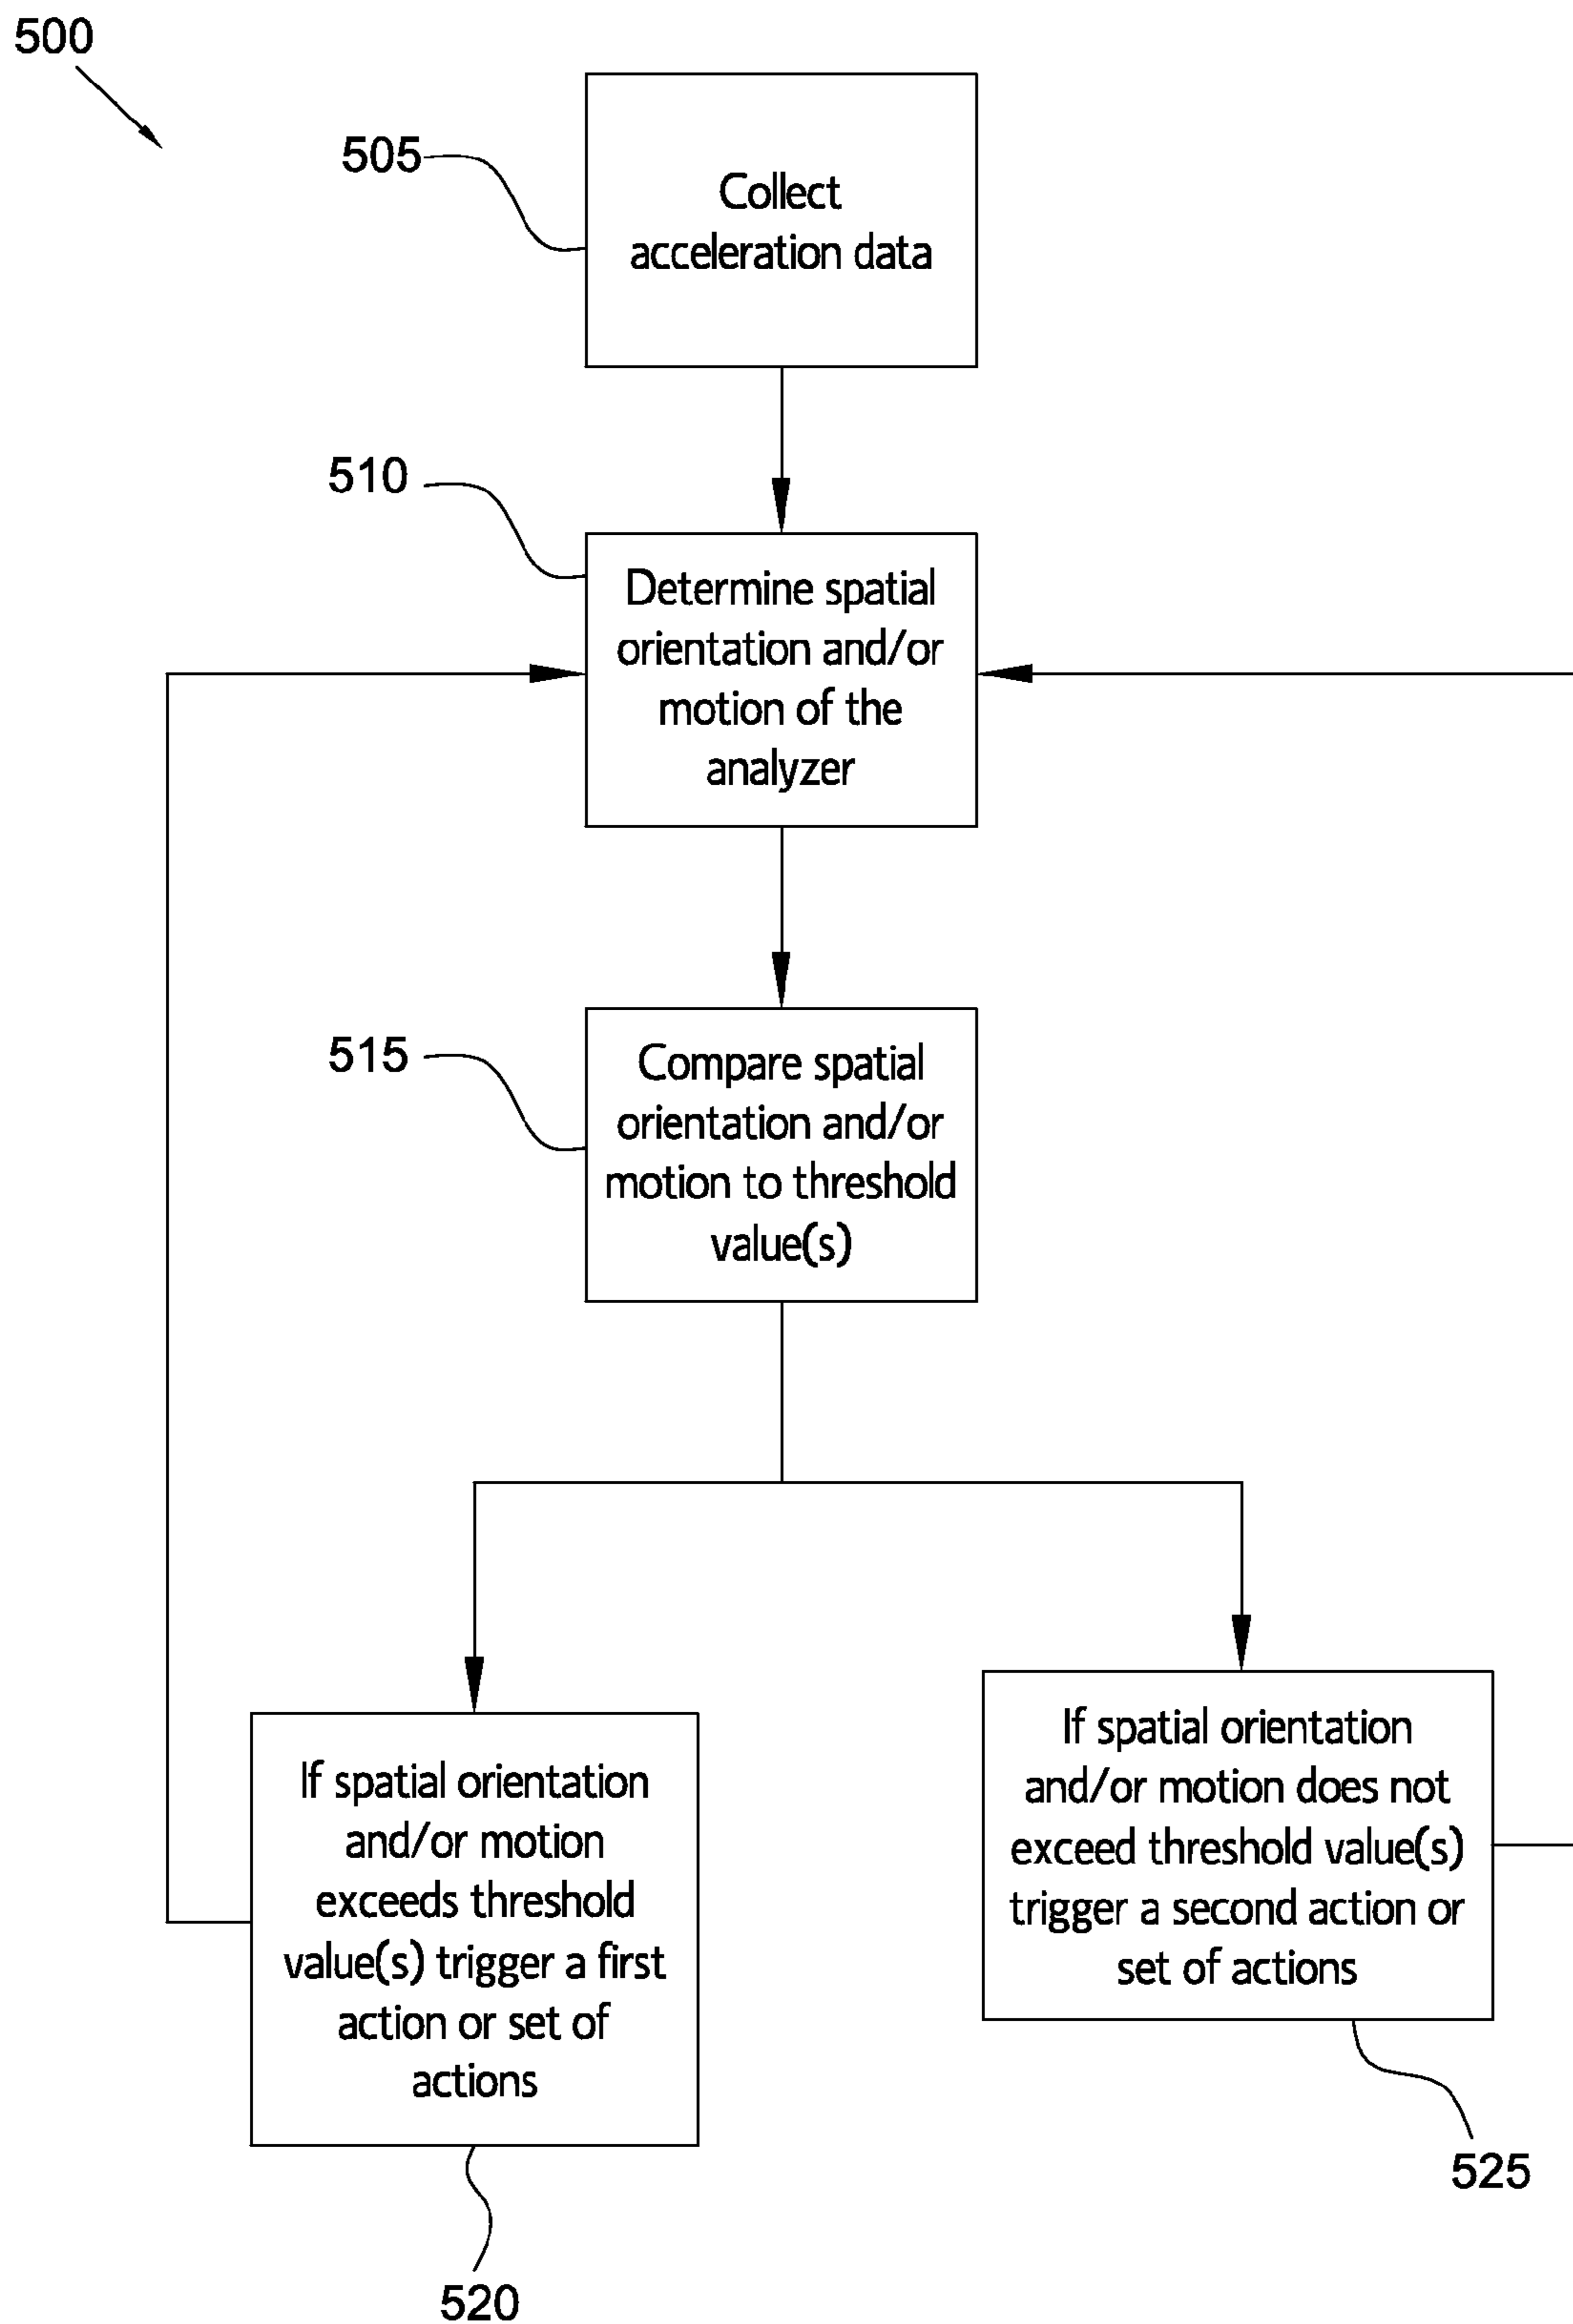 500
505
Collect
acceleration data
510
Determine spatial
orientation and/or
motion of the
analyzer
515
Compare spatial
orientation and/or
motion to threshold
value(s)
If spatial orientation
and/or motion
exceeds threshold
value(s) trigger a first
action or set of
actions
520
If spatial orientation
and/or motion does not
exceed threshold value(s)
trigger a second action or
set of actions
525